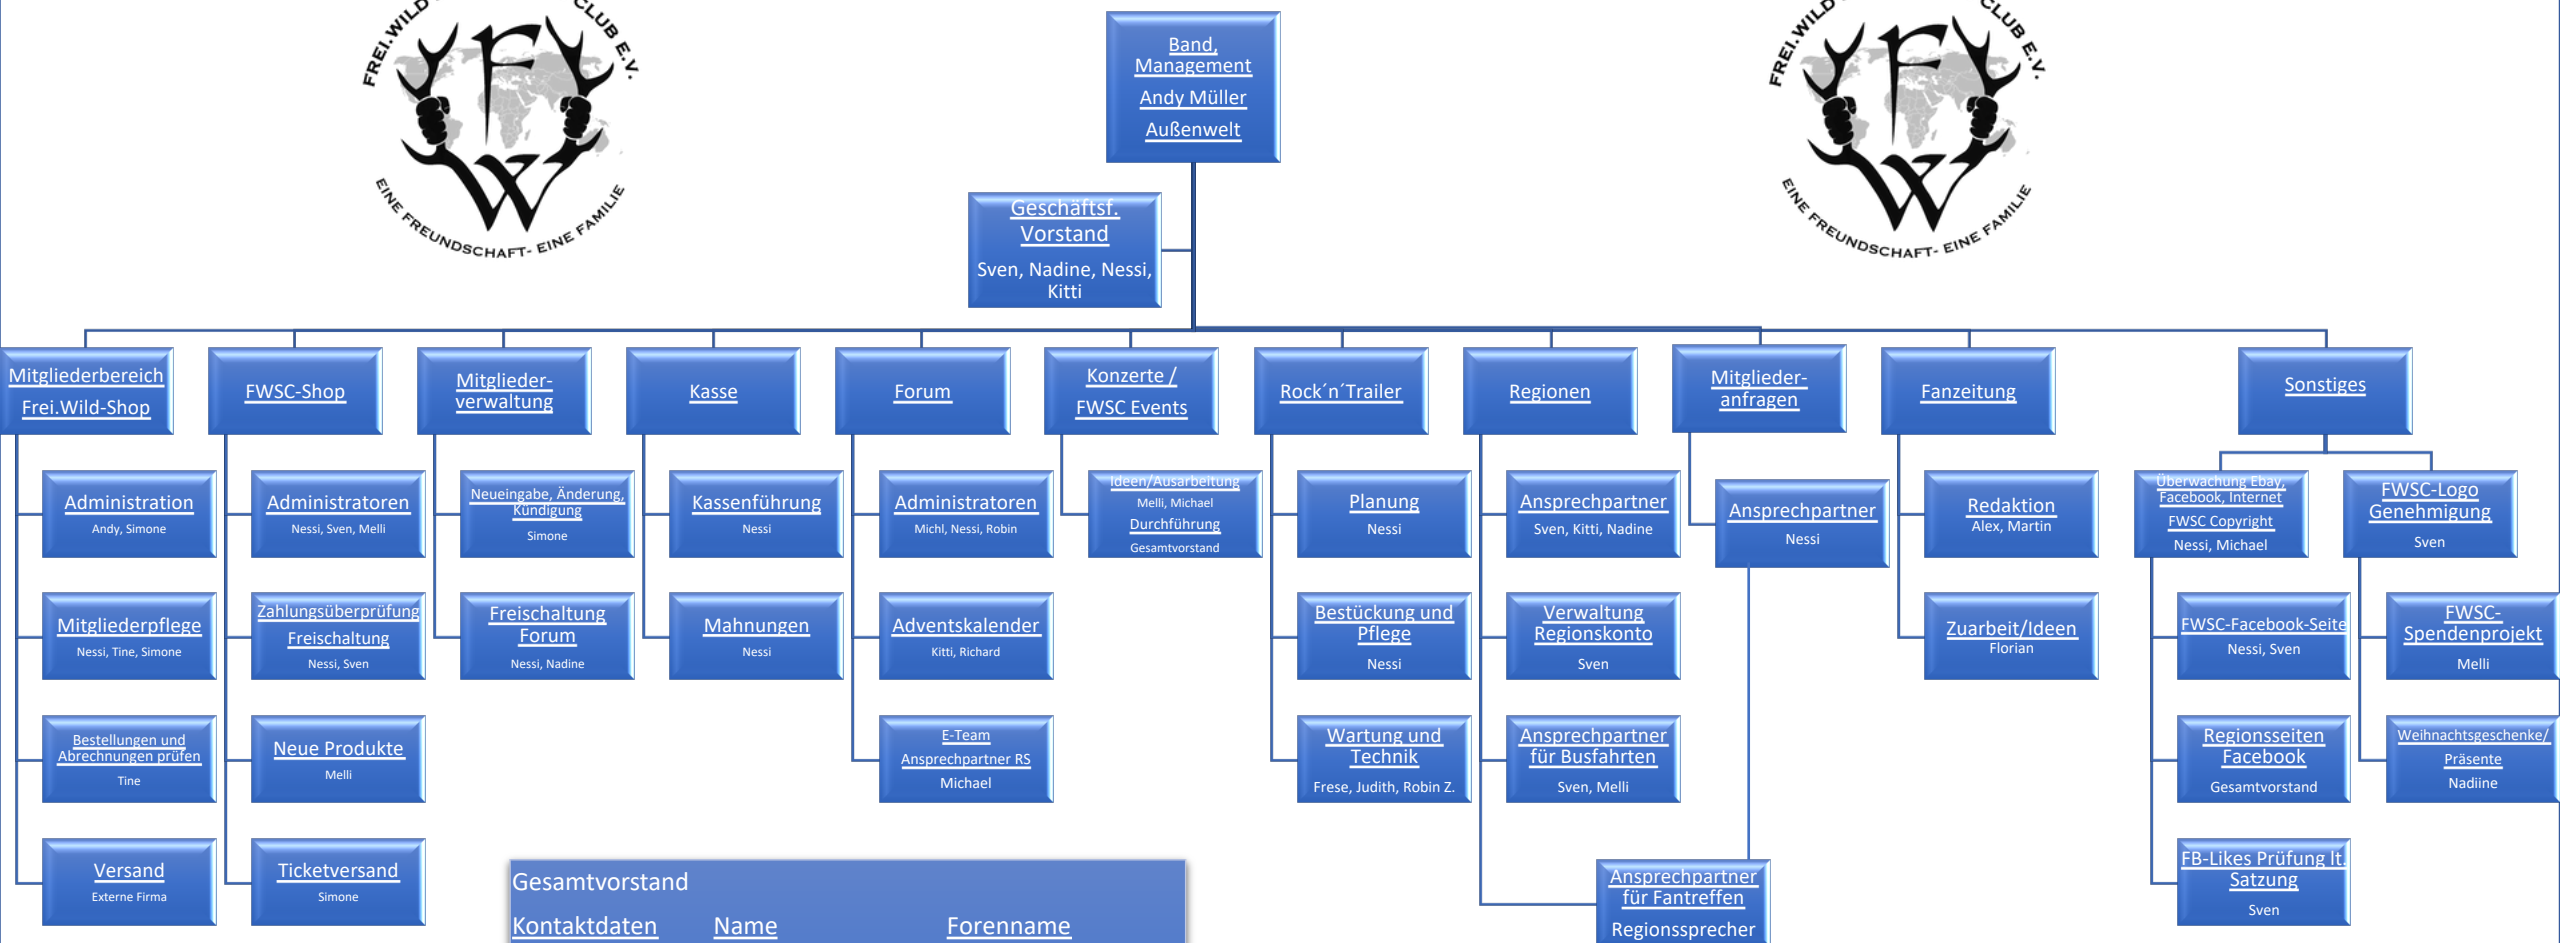 FREI.WILD
CLUB E.V.
EINE FREUNDSCHAFT- EINE FAMILIE
FREI.WILD
CLUB E.V.
EINE FREUNDSCHAFT- EINE FAMILIE
Band,
Management
Andy Müller
Außenwelt
Geschäftsf.
Vorstand
Sven, Nadine, Nessi,
Kitti
Mitgliederbereich
Frei.Wild-Shop
Administration
Andy, Simone
Mitgliederpflege
Nessi, Tine, Simone
Bestellungen und
Abrechnungen prüfen
Tine
Versand
Externe Firma
FWSC-Shop
Administratoren
Nessi, Sven, Melli
Zahlungsüberprüfung
Freischaltung
Nessi, Sven
Neue Produkte
Melli
Ticketversand
Simone
Mitglieder-
verwaltung
Neueingabe, Änderung,
Kündigung
Simone
Freischaltung
Forum
Nessi, Nadine
Kasse
Kassenführung
Nessi
Mahnungen
Nessi
Forum
Administratoren
Michl, Nessi, Robin
Adventskalender
Kitti, Richard
E-Team
Ansprechpartner RS
Michael
Konzerte /
FWSC Events
Ideen/Ausarbeitung
Melli, Michael
Durchführung
Gesamtvorstand
Rock´n´Trailer
Planung
Nessi
Bestückung und
Pflege
Nessi
Wartung und
Technik
Frese, Judith, Robin Z.
Regionen
Ansprechpartner
Sven, Kitti, Nadine
Verwaltung
Regionskonto
Sven
Ansprechpartner
für Busfahrten
Sven, Melli
Ansprechpartner
für Fantreffen
Regionssprecher
Mitglieder-
anfragen
Ansprechpartner
Nessi
Fanzeitung
Redaktion
Alex, Martin
Zuarbeit/Ideen
Florian
Sonstiges
Überwachung Ebay,
Facebook, Internet
FWSC Copyright
Nessi, Michael
FWSC-Facebook-Seite
Nessi, Sven
Regionsseiten
Facebook
Gesamtvorstand
FB-Likes Prüfung lt.
Satzung
Sven
FWSC-Logo
Genehmigung
Sven
FWSC-
Spendenprojekt
Melli
Weihnachtsgeschenke/
Präsente
Nadiine
Gesamtvorstand
Kontaktdaten Name Forenname